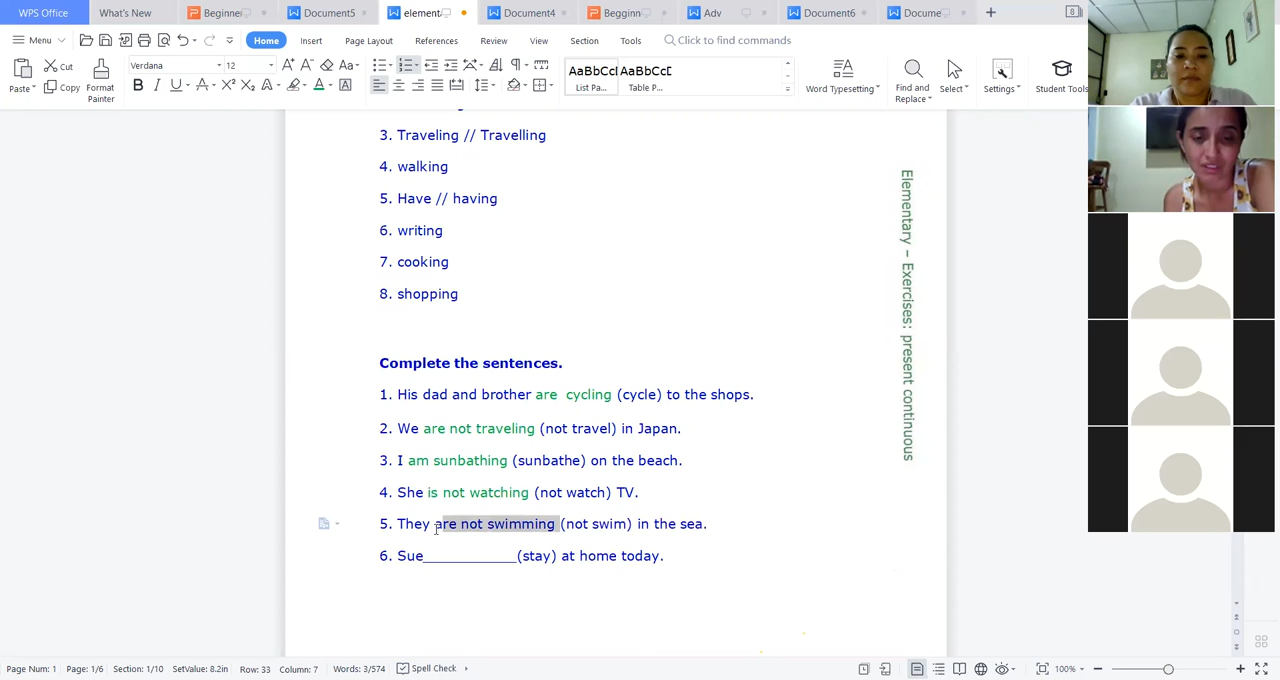 WPS Office What's New Beginne Document5 elementa Document4 Beggin Adv Document6 Docume 8
Menu Home Insert Page Layout References Review View Section Tools Click to find commands
Verdana 12
Paste Cut Copy Format Painter AaBbCcl AaBbCcD List Pa... Table P... Word Typesetting Find and Replace Select Settings Student Tools
3. Traveling // Travelling
4. walking
5. Have // having
6. writing
7. cooking
8. shopping
Complete the sentences.
1. His dad and brother are cycling (cycle) to the shops.
2. We are not traveling (not travel) in Japan.
3. I am sunbathing (sunbathe) on the beach.
4. She is not watching (not watch) TV.
5. They are not swimming (not swim) in the sea.
6. Sue____________(stay) at home today.
Elementary – Exercises: present continuous
Page Num: 1 Page: 1/6 Section: 1/10 SetValue: 8.2in Row: 33 Column: 7 Words: 3/574 Spell Check 100%